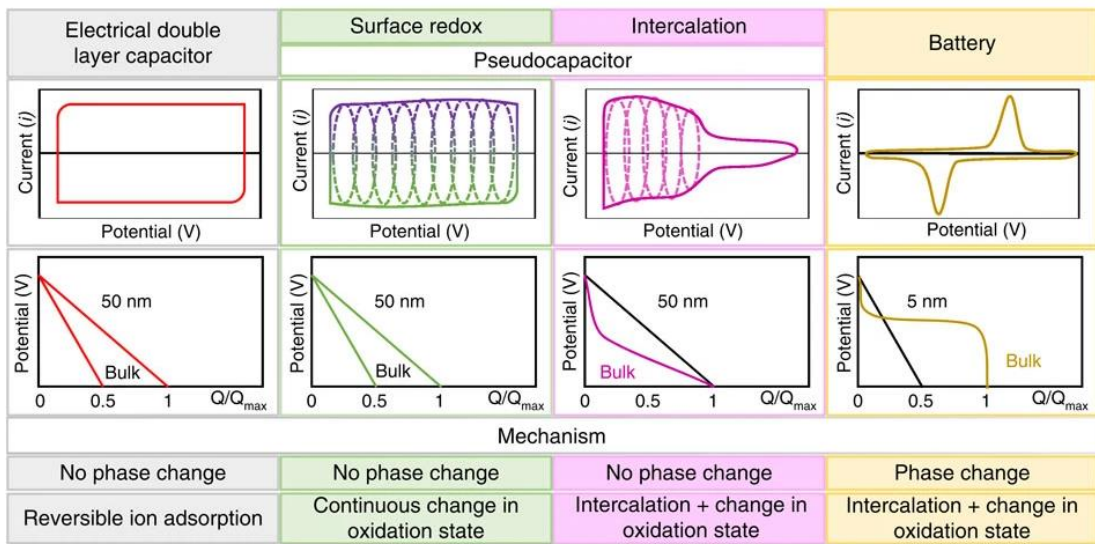 Electrical double
layer capacitor
Surface redox
Intercalation
Pseudocapacitor
Battery
Current (i)
Potential (V)
Current (i)
Potential (V)
Current (i)
Potential (V)
Current (i)
Potential (V)
Potential (V)
50 nm
Bulk
0 0.5 1 Q/Qmax
Potential (V)
50 nm
Bulk
0 0.5 1 Q/Qmax
Potential (V)
50 nm
Bulk
0 0.5 1 Q/Qmax
Potential (V)
5 nm
Bulk
0 0.5 1 Q/Qmax
Mechanism
No phase change
No phase change
No phase change
Phase change
Reversible ion adsorption
Continuous change in
oxidation state
Intercalation + change in
oxidation state
Intercalation + change in
oxidation state